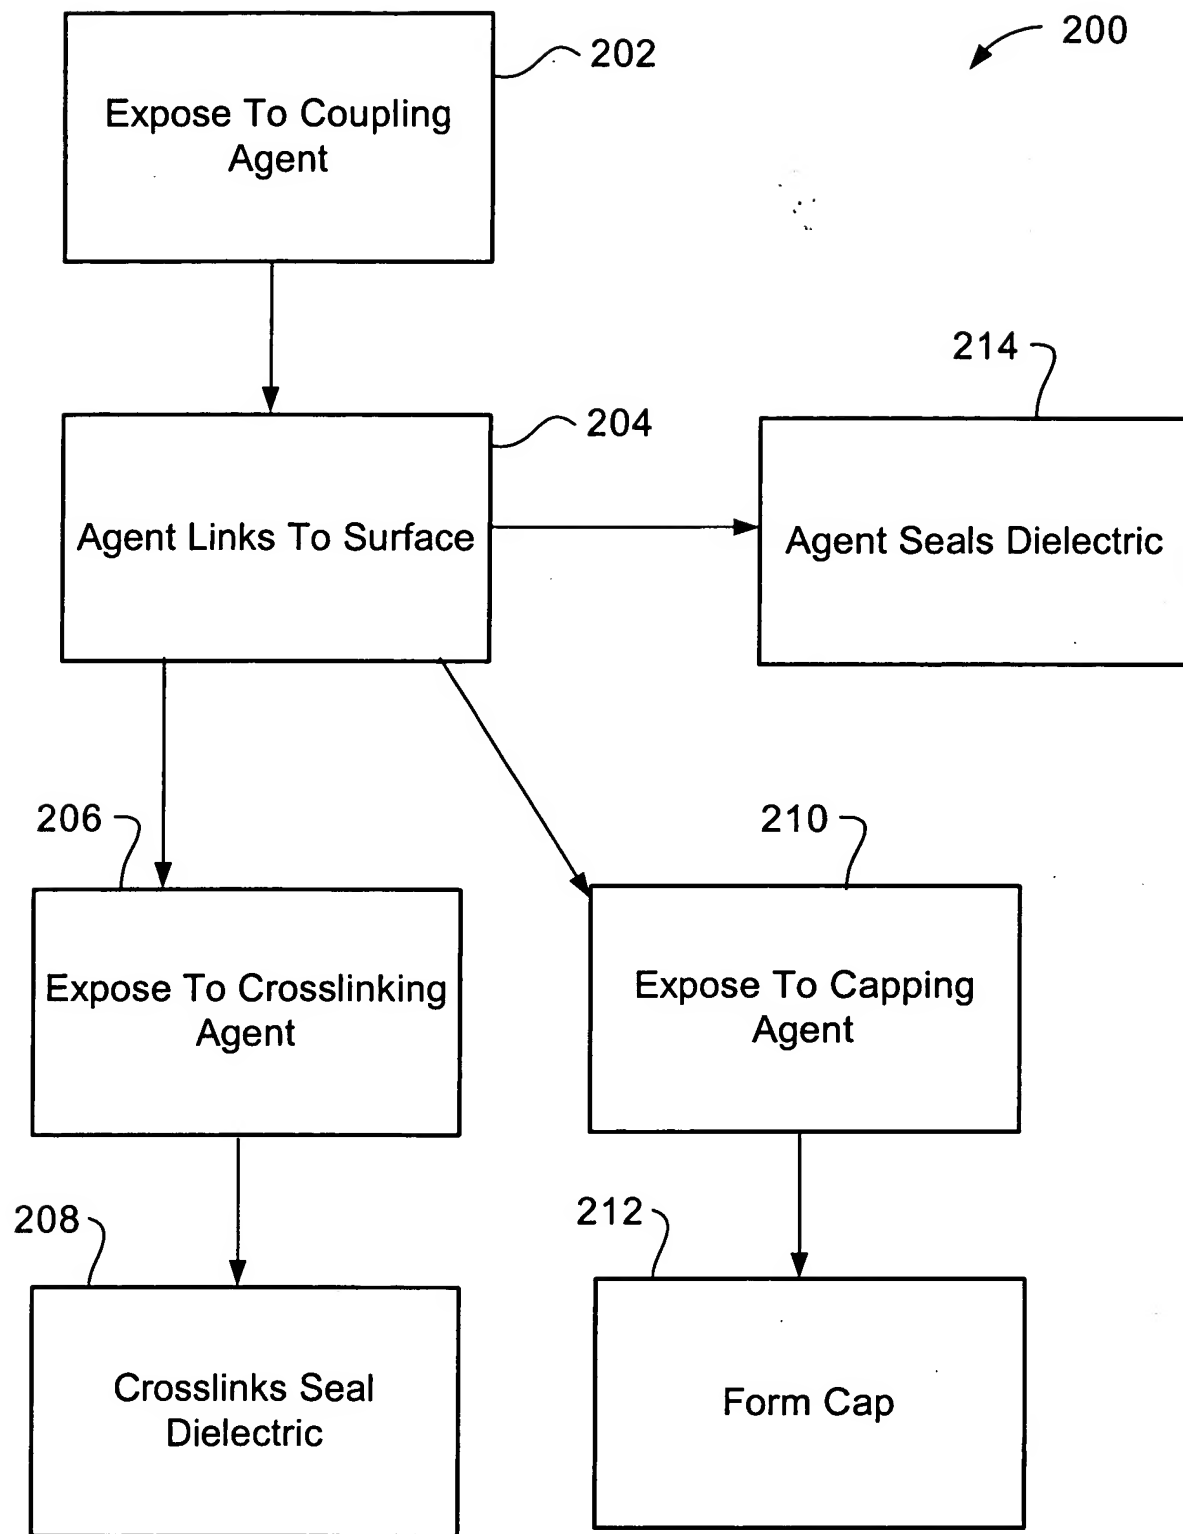 200
202
Expose To Coupling
Agent
204
Agent Links To Surface
214
Agent Seals Dielectric
206
Expose To Crosslinking
Agent
210
Expose To Capping
Agent
208
Crosslinks Seal
Dielectric
212
Form Cap